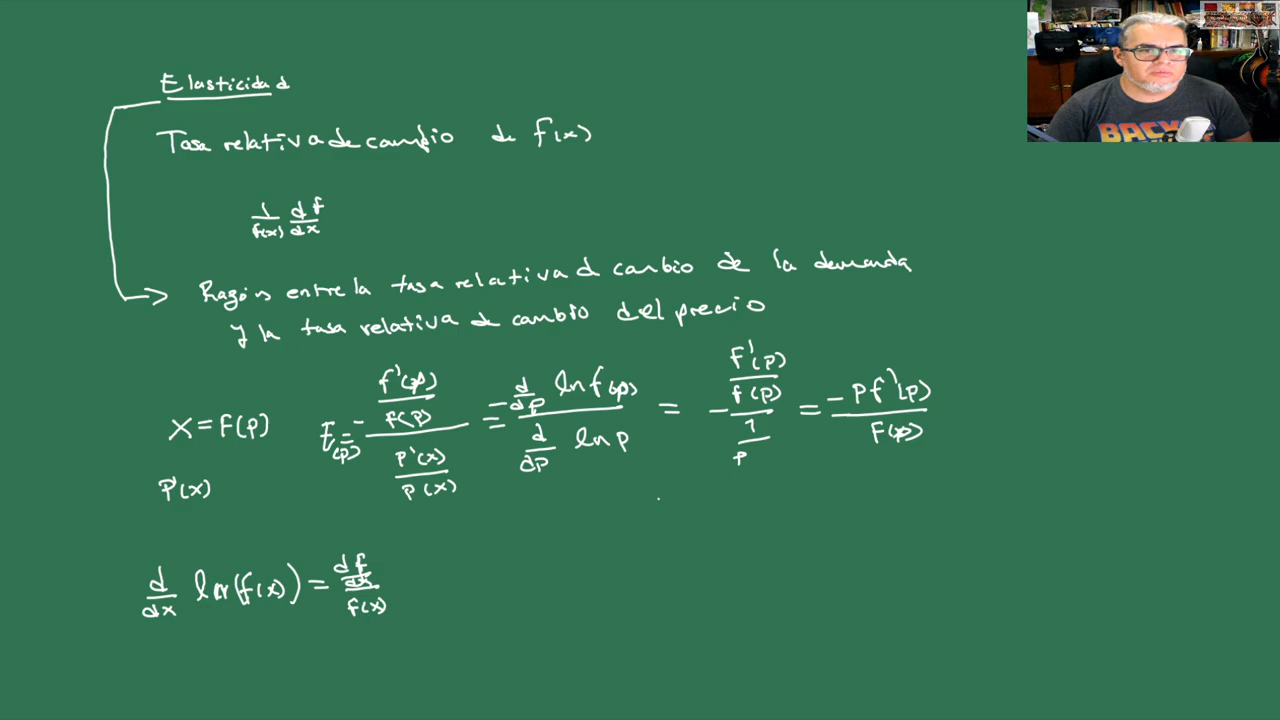 Elasticidad
Tasa relativa de cambio de f(x)
1/f(x) df/dx
Razón entre la tasa relativa d cambio de la demanda
y la tasa relativa de cambio del precio
x = f(p) E(p) = - (f'(p)/f(p)) / (p'(x)/p(x)) = - (d/dp ln f(p)) / (d/dp ln p) = - (f'(p)/f(p)) / (1/p) = - p f'(p) / f(p)
p'(x)
d/dx ln(f(x)) = (df/dx) / f(x)
BACK